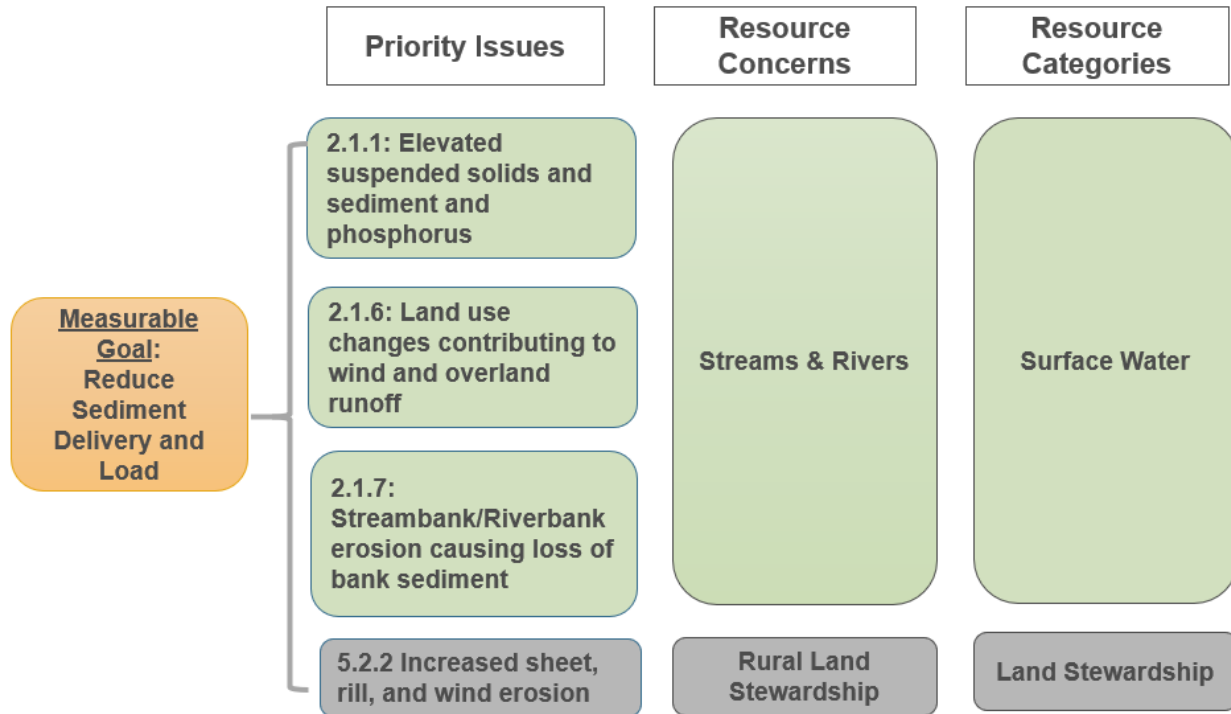 Priority Issues
Resource
Concerns
Resource
Categories
Measurable
Goal:
Reduce
Sediment
Delivery and
Load
2.1.1: Elevated
suspended solids and
sediment and
phosphorus
2.1.6: Land use
changes contributing to
wind and overland
runoff
2.1.7:
Streambank/Riverbank
erosion causing loss of
bank sediment
5.2.2 Increased sheet,
rill, and wind erosion
Streams & Rivers
Rural Land
Stewardship
Surface Water
Land Stewardship